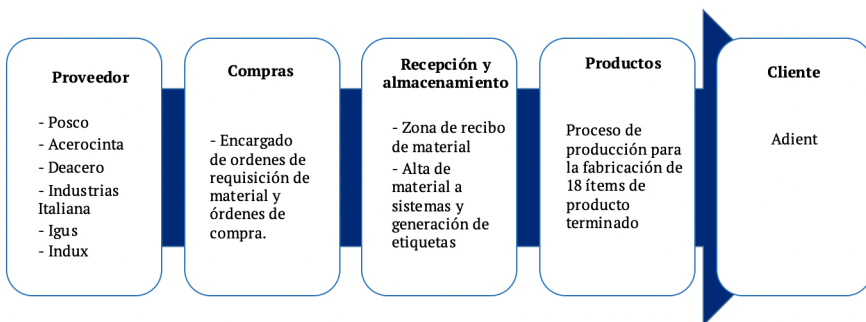 Proveedor
- Posco
- Acerocinta
- Deacero
- Industrias
Italiana
- Igus
- Indux
Compras
- Encargado
de ordenes de
requisición de
material y
órdenes de
compra.
Recepción y
almacenamiento
- Zona de recibo
de material
- Alta de
material a
sistemas y
generación de
etiquetas
Productos
Proceso de
producción para
la fabricación de
18 ítems de
producto
terminado
Cliente
Adient